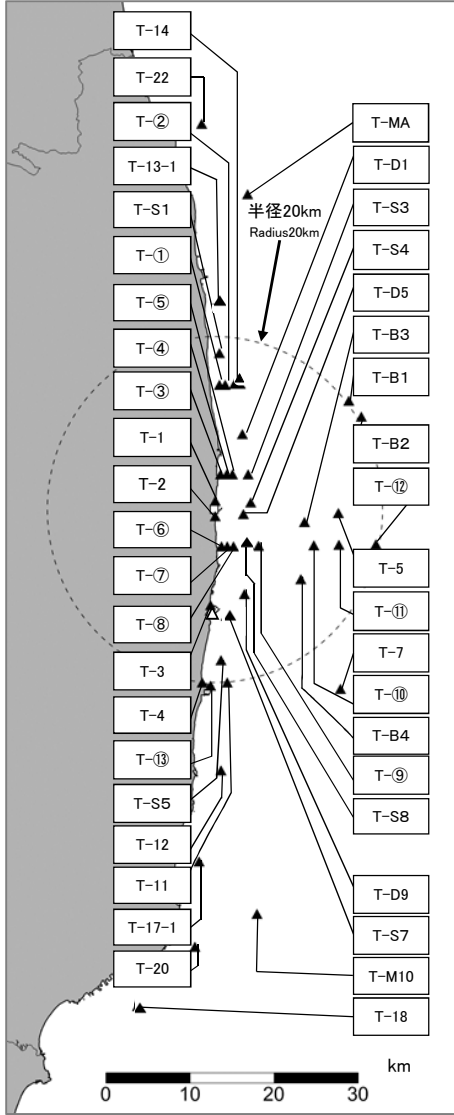 T-14
T-22
T-②
T-13-1
T-S1
T-①
T-⑤
T-④
T-③
T-1
T-2
T-⑥
T-⑦
T-⑧
T-3
T-4
T-⑬
T-S5
T-12
T-11
T-17-1
T-20
半径20km
Radius20km
T-MA
T-D1
T-S3
T-S4
T-D5
T-B3
T-B1
T-B2
T-⑫
T-5
T-⑪
T-7
T-⑩
T-B4
T-⑨
T-S8
T-D9
T-S7
T-M10
T-18
km
0 10 20 30